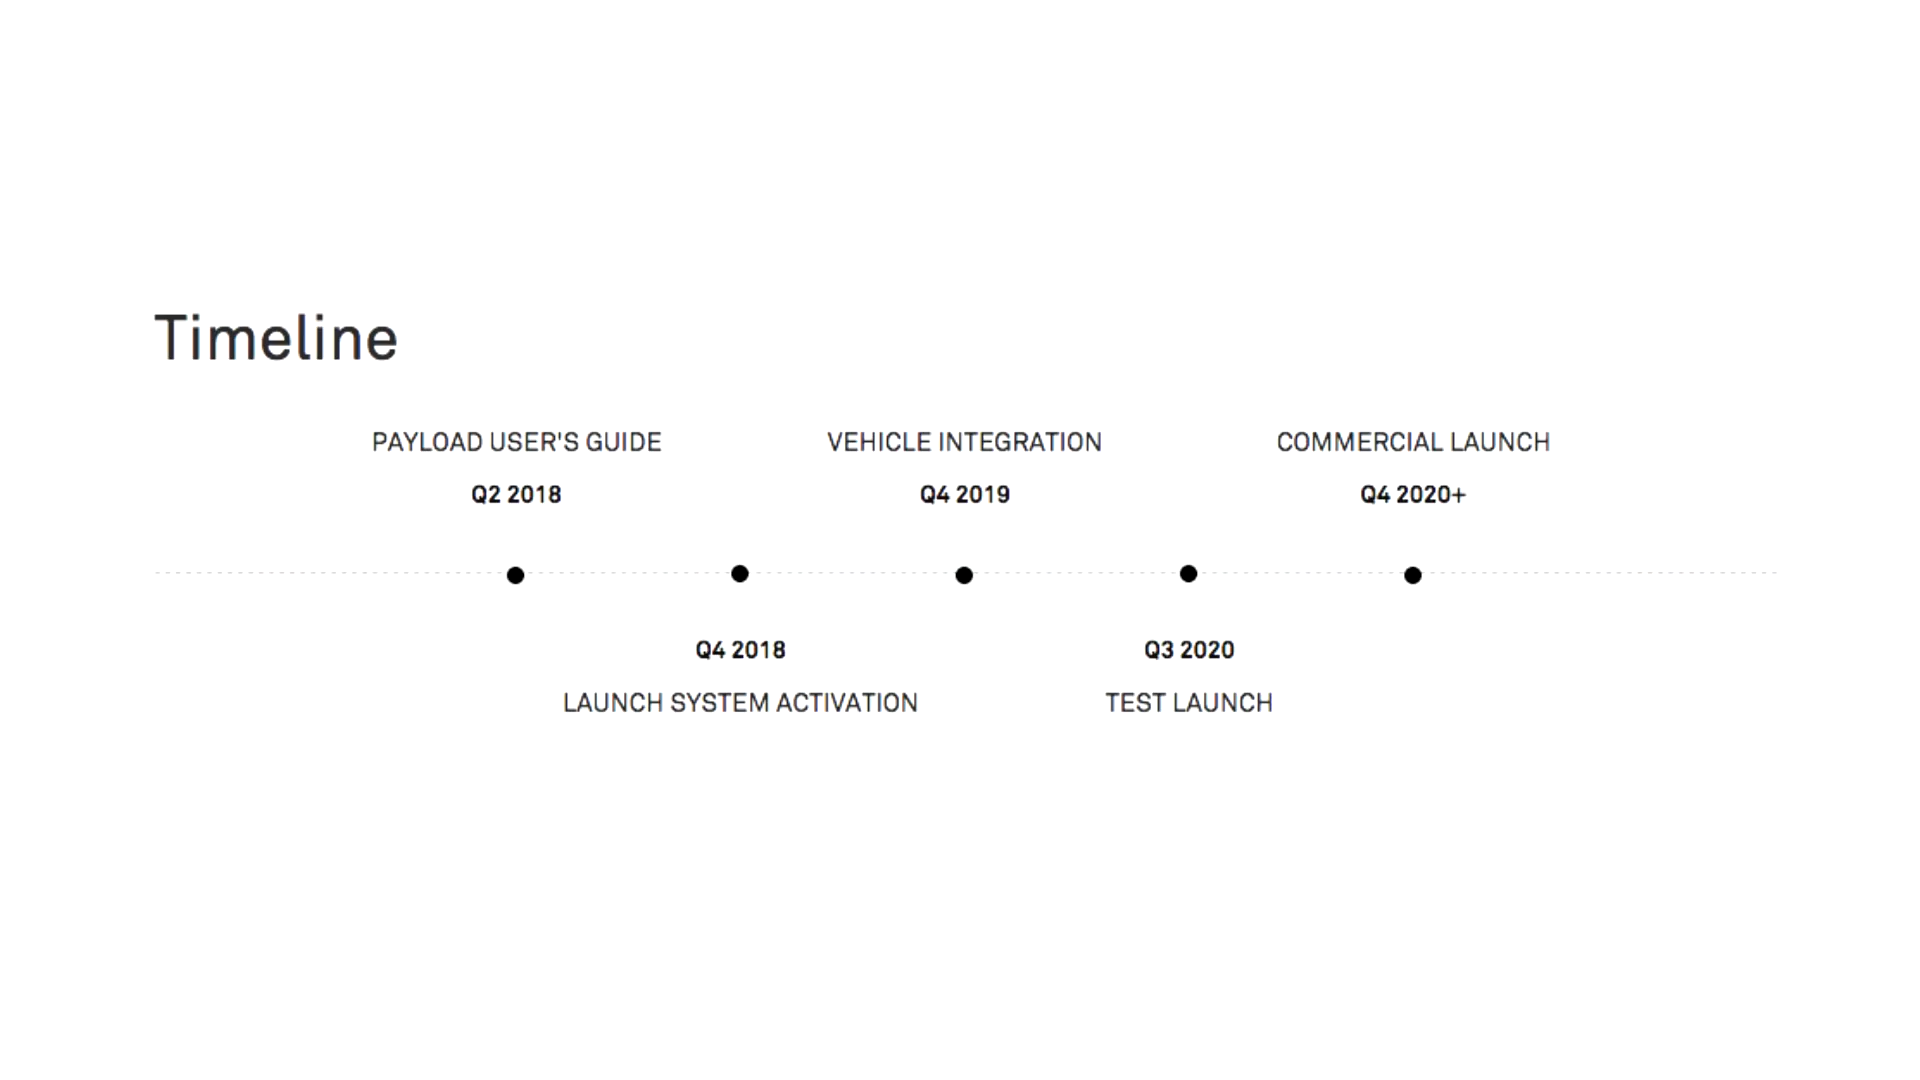 Timeline
PAYLOAD USER'S GUIDE
Q2 2018
VEHICLE INTEGRATION
Q4 2019
COMMERCIAL LAUNCH
Q4 2020+
Q4 2018
LAUNCH SYSTEM ACTIVATION
Q3 2020
TEST LAUNCH